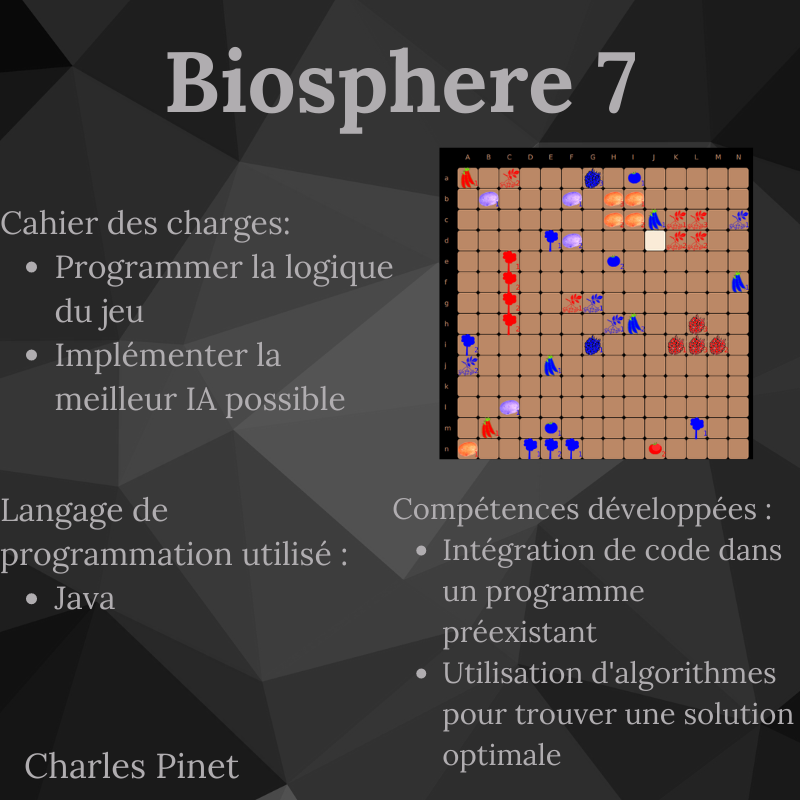 Biosphere 7
Cahier des charges:
• Programmer la logique
du jeu
• Implémenter la
meilleur IA possible
A B C D E F G H I J K L M N
a
b
c
d
e
f
g
h
i
j
k
l
m
n
Langage de
programmation utilisé :
• Java
Compétences développées :
• Intégration de code dans
un programme
préexistant
• Utilisation d'algorithmes
pour trouver une solution
optimale
Charles Pinet